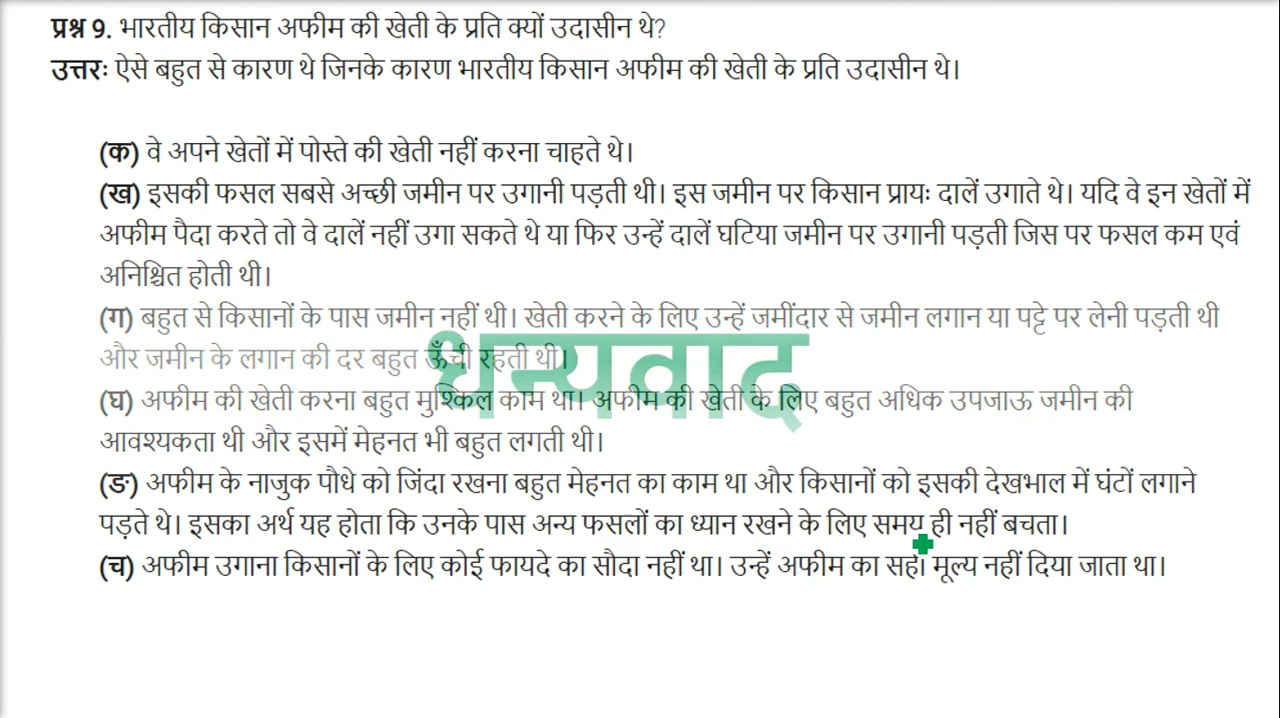 प्रश्न 9. भारतीय किसान अफीम की खेती के प्रति क्यों उदासीन थे?
उत्तरः ऐसे बहुत से कारण थे जिनके कारण भारतीय किसान अफीम की खेती के प्रति उदासीन थे।
(क) वे अपने खेतों में पोस्ते की खेती नहीं करना चाहते थे।
(ख) इसकी फसल सबसे अच्छी जमीन पर उगानी पड़ती थी। इस जमीन पर किसान प्रायः दालें उगाते थे। यदि वे इन खेतों में
अफीम पैदा करते तो वे दालें नहीं उगा सकते थे या फिर उन्हें दालें घटिया जमीन पर उगानी पड़ती जिस पर फसल कम एवं
अनिश्चित होती थी।
(ग) बहुत से किसानों के पास जमीन नहीं थी। खेती करने के लिए उन्हें जमींदार से जमीन लगान या पट्टे पर लेनी पड़ती थी
और जमीन के लगान की दर बहुत ऊँची रहती थी।
धन्यवाद
(घ) अफीम की खेती करना बहुत मुश्किल काम था। अफीम की खेती के लिए बहुत अधिक उपजाऊ जमीन की
आवश्यकता थी और इसमें मेहनत भी बहुत लगती थी।
(ङ) अफीम के नाजुक पौधे को जिंदा रखना बहुत मेहनत का काम था और किसानों को इसकी देखभाल में घंटों लगाने
पड़ते थे। इसका अर्थ यह होता कि उनके पास अन्य फसलों का ध्यान रखने के लिए समय ही नहीं बचता।
(च) अफीम उगाना किसानों के लिए कोई फायदे का सौदा नहीं था। उन्हें अफीम का सही मूल्य नहीं दिया जाता था।